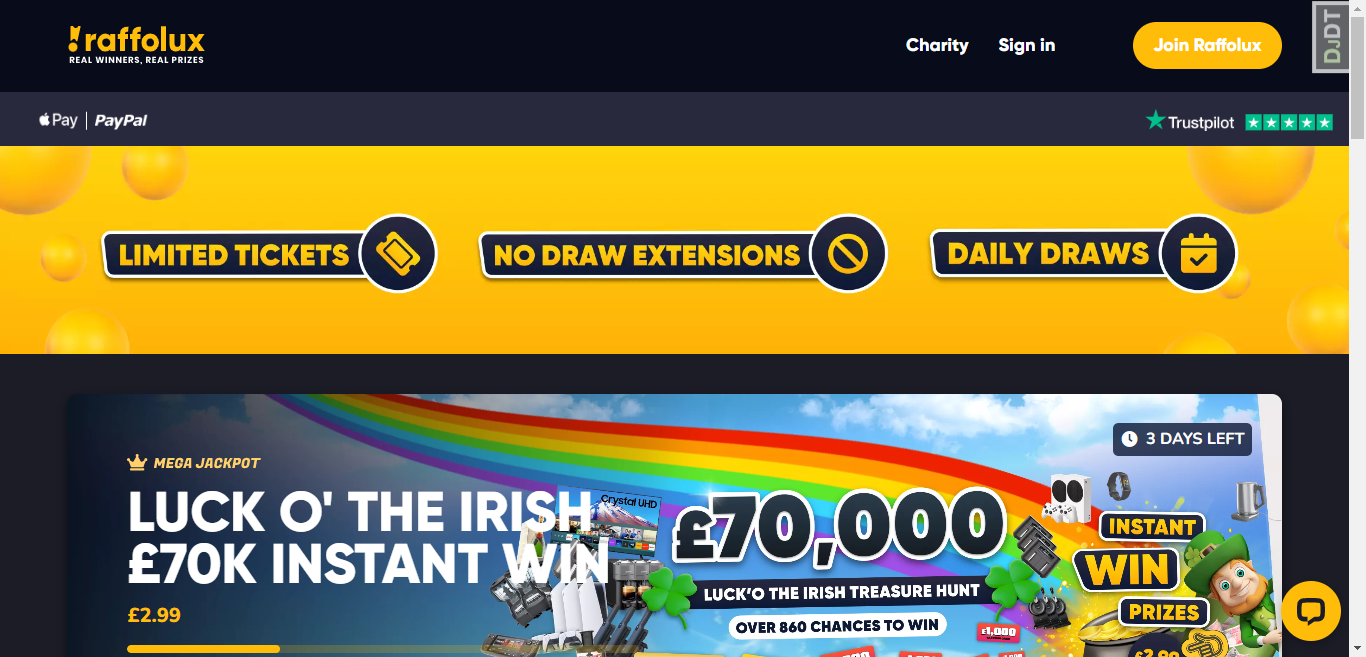 raffolux
REAL WINNERS, REAL PRIZES
Charity
Sign in
Join Raffolux
DJDT
Pay
PayPal
Trustpilot
LIMITED TICKETS
NO DRAW EXTENSIONS
DAILY DRAWS
3 DAYS LEFT
MEGA JACKPOT
LUCK O' THE IRISH
£70K INSTANT WIN
£2.99
Crystal UHD
£70,000
LUCK'O THE IRISH TREASURE HUNT
OVER 860 CHANCES TO WIN
INSTANT
WIN
PRIZES
£1,000
£2.99